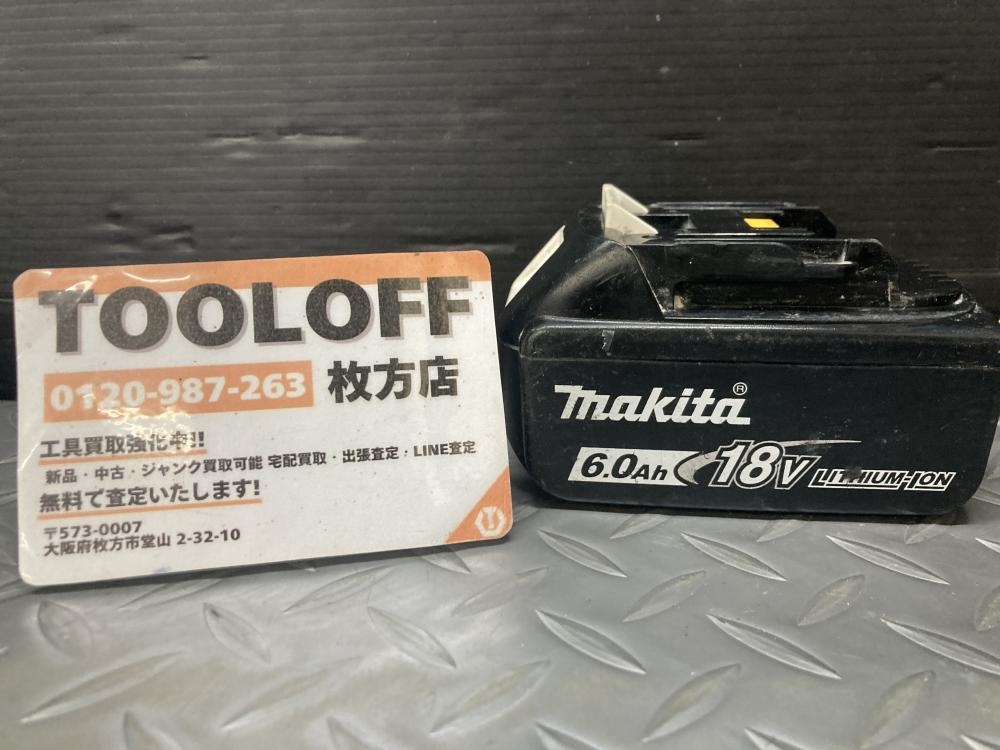 TOOLOFF
0120-987-263 枚方店
工具買取強化中!!
新品・中古・ジャンク買取可能 宅配買取・出張査定・LINE査定
無料で査定いたします!
〒573-0007
大阪府枚方市堂山 2-32-10
makita®
6.0Ah 18V LITHIUM-ION